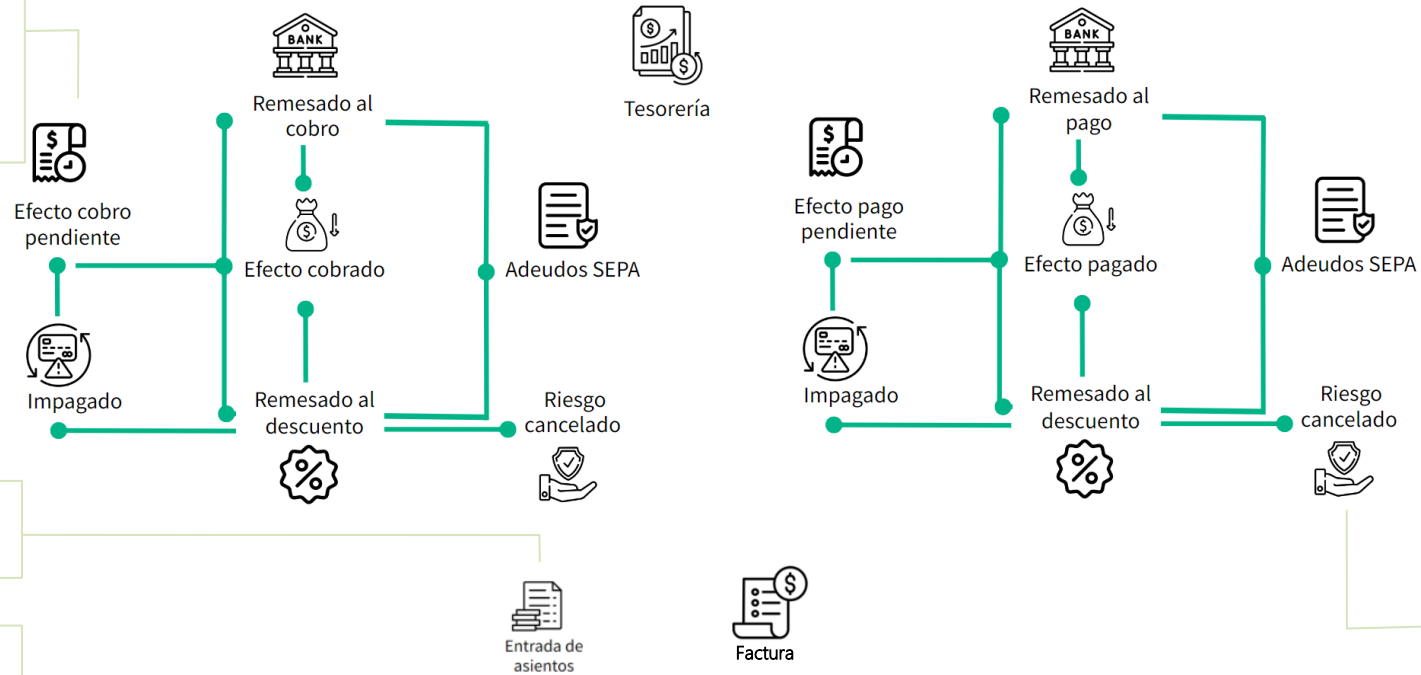 BANK
Remesado al
cobro
Tesorería
BANK
Remesado al
pago
Efecto cobro
pendiente
Efecto cobrado
Adeudos SEPA
Efecto pago
pendiente
Efecto pagado
Adeudos SEPA
Impagado
Remesado al
descuento
Riesgo
cancelado
Impagado
Remesado al
descuento
Riesgo
cancelado
Entrada de
asientos
Factura